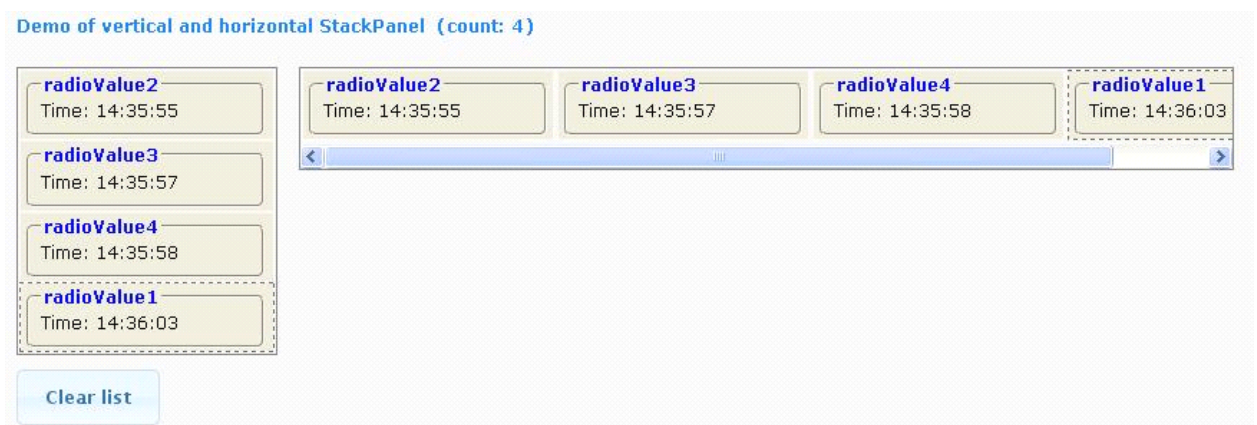 Demo of vertical and horizontal StackPanel (count: 4)
radioValue2
Time: 14:35:55
radioValue3
Time: 14:35:57
radioValue4
Time: 14:35:58
radioValue1
Time: 14:36:03
radioValue2
Time: 14:35:55
radioValue3
Time: 14:35:57
radioValue4
Time: 14:35:58
radioValue1
Time: 14:36:03
Clear list